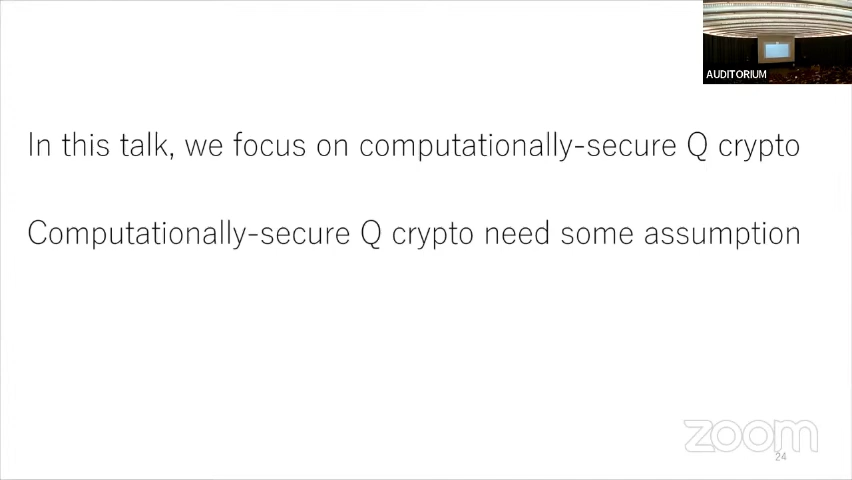 AUDITORIUM
In this talk, we focus on computationally-secure Q crypto
Computationally-secure Q crypto need some assumption
zoom
24